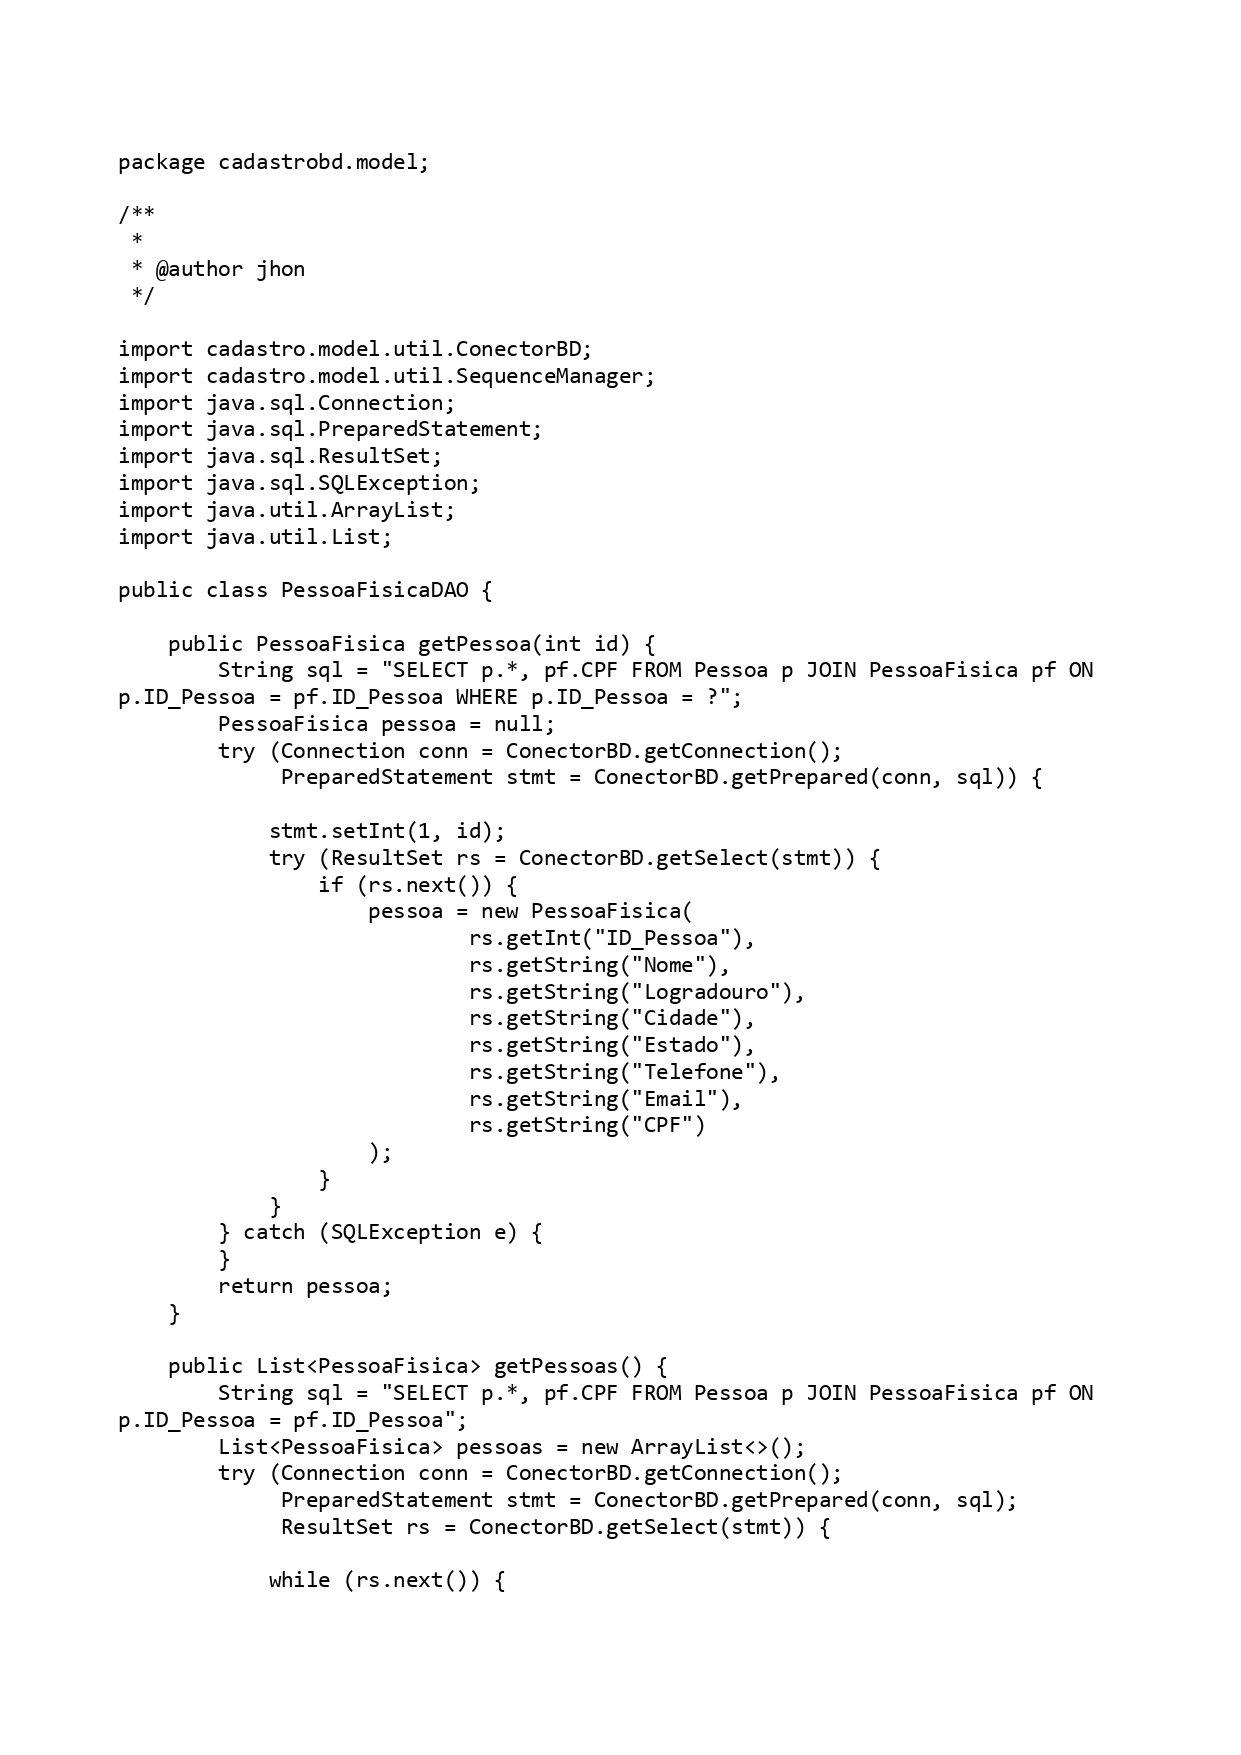 package cadastrobd.model;

/**
 *
 * @author jhon
 */

import cadastro.model.util.ConectorBD;
import cadastro.model.util.SequenceManager;
import java.sql.Connection;
import java.sql.PreparedStatement;
import java.sql.ResultSet;
import java.sql.SQLException;
import java.util.ArrayList;
import java.util.List;

public class PessoaFisicaDAO {

    public PessoaFisica getPessoa(int id) {
        String sql = "SELECT p.*, pf.CPF FROM Pessoa p JOIN PessoaFisica pf ON
p.ID_Pessoa = pf.ID_Pessoa WHERE p.ID_Pessoa = ?";
        PessoaFisica pessoa = null;
        try (Connection conn = ConectorBD.getConnection();
             PreparedStatement stmt = ConectorBD.getPrepared(conn, sql)) {

            stmt.setInt(1, id);
            try (ResultSet rs = ConectorBD.getSelect(stmt)) {
                if (rs.next()) {
                    pessoa = new PessoaFisica(
                            rs.getInt("ID_Pessoa"),
                            rs.getString("Nome"),
                            rs.getString("Logradouro"),
                            rs.getString("Cidade"),
                            rs.getString("Estado"),
                            rs.getString("Telefone"),
                            rs.getString("Email"),
                            rs.getString("CPF")
                    );
                }
            }
        } catch (SQLException e) {
        }
        return pessoa;
    }

    public List<PessoaFisica> getPessoas() {
        String sql = "SELECT p.*, pf.CPF FROM Pessoa p JOIN PessoaFisica pf ON
p.ID_Pessoa = pf.ID_Pessoa";
        List<PessoaFisica> pessoas = new ArrayList<>();
        try (Connection conn = ConectorBD.getConnection();
             PreparedStatement stmt = ConectorBD.getPrepared(conn, sql);
             ResultSet rs = ConectorBD.getSelect(stmt)) {

            while (rs.next()) {